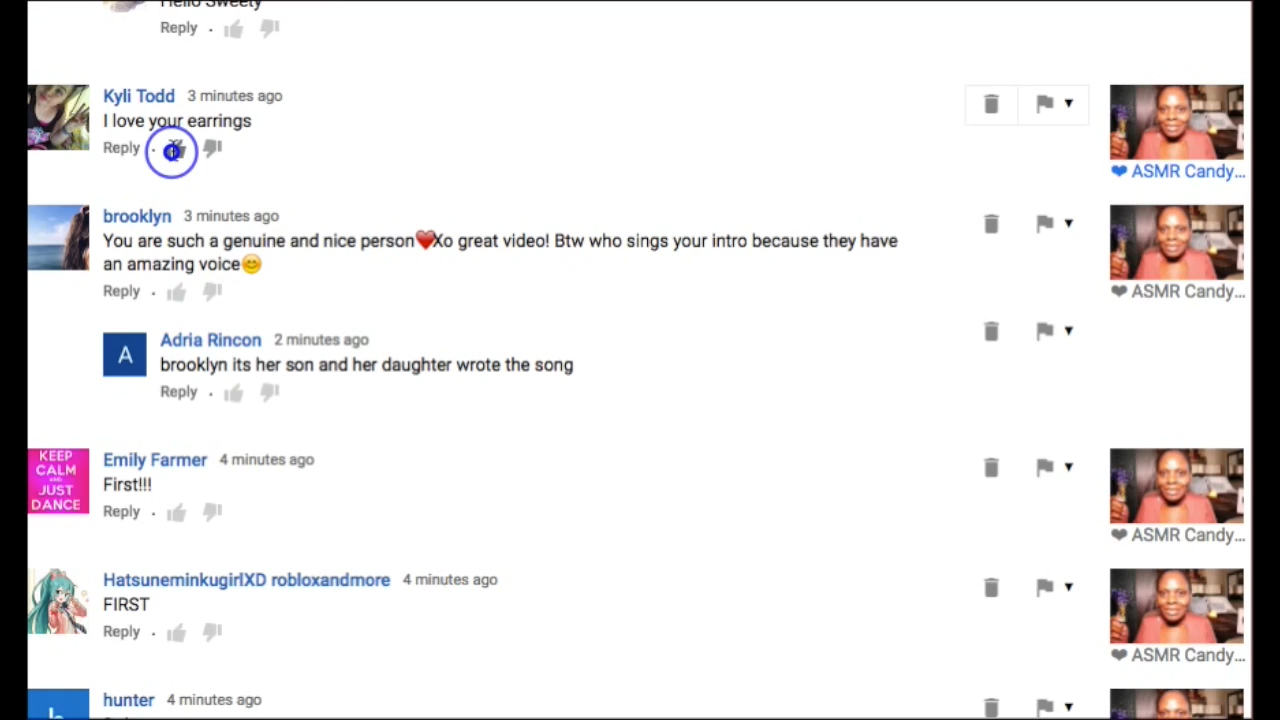 Hello Sweety
Reply .
Kyli Todd 3 minutes ago
I love your earrings
Reply .
❤ ASMR Candy...
brooklyn 3 minutes ago
You are such a genuine and nice person❤Xo great video! Btw who sings your intro because they have
an amazing voice😊
Reply .
❤ ASMR Candy...
A
Adria Rincon 2 minutes ago
brooklyn its her son and her daughter wrote the song
Reply .
KEEP
CALM
AND
JUST
DANCE
Emily Farmer 4 minutes ago
First!!!
Reply .
❤ ASMR Candy...
HatsuneminkugirlXD robloxandmore 4 minutes ago
FIRST
Reply .
❤ ASMR Candy...
hunter 4 minutes ago